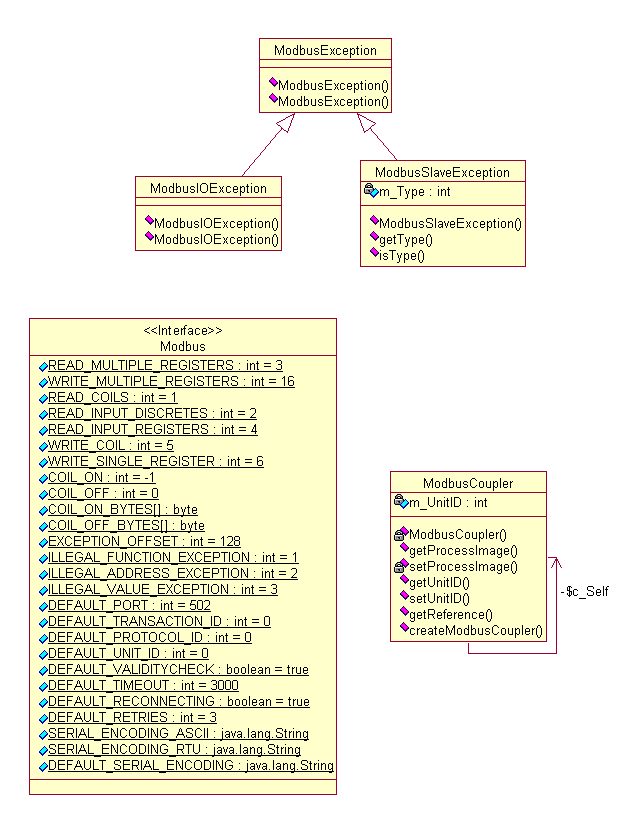 ModbusException
ModbusException()
ModbusException()
ModbusIOException
ModbusIOException()
ModbusIOException()
ModbusSlaveException
m_Type : int
ModbusSlaveException()
getType()
isType()
<<Interface>>
Modbus
READ_MULTIPLE_REGISTERS : int = 3
WRITE_MULTIPLE_REGISTERS : int = 16
READ_COILS : int = 1
READ_INPUT_DISCRETES : int = 2
READ_INPUT_REGISTERS : int = 4
WRITE_COIL : int = 5
WRITE_SINGLE_REGISTER : int = 6
COIL_ON : int = -1
COIL_OFF : int = 0
COIL_ON_BYTES[] : byte
COIL_OFF_BYTES[] : byte
EXCEPTION_OFFSET : int = 128
ILLEGAL_FUNCTION_EXCEPTION : int = 1
ILLEGAL_ADDRESS_EXCEPTION : int = 2
ILLEGAL_VALUE_EXCEPTION : int = 3
DEFAULT_PORT : int = 502
DEFAULT_TRANSACTION_ID : int = 0
DEFAULT_PROTOCOL_ID : int = 0
DEFAULT_UNIT_ID : int = 0
DEFAULT_VALIDITYCHECK : boolean = true
DEFAULT_TIMEOUT : int = 3000
DEFAULT_RECONNECTING : boolean = true
DEFAULT_RETRIES : int = 3
SERIAL_ENCODING_ASCII : java.lang.String
SERIAL_ENCODING_RTU : java.lang.String
DEFAULT_SERIAL_ENCODING : java.lang.String
ModbusCoupler
m_UnitID : int
ModbusCoupler()
getProcessImage()
setProcessImage()
getUnitID()
setUnitID()
getReference()
createModbusCoupler()
-$c_Self